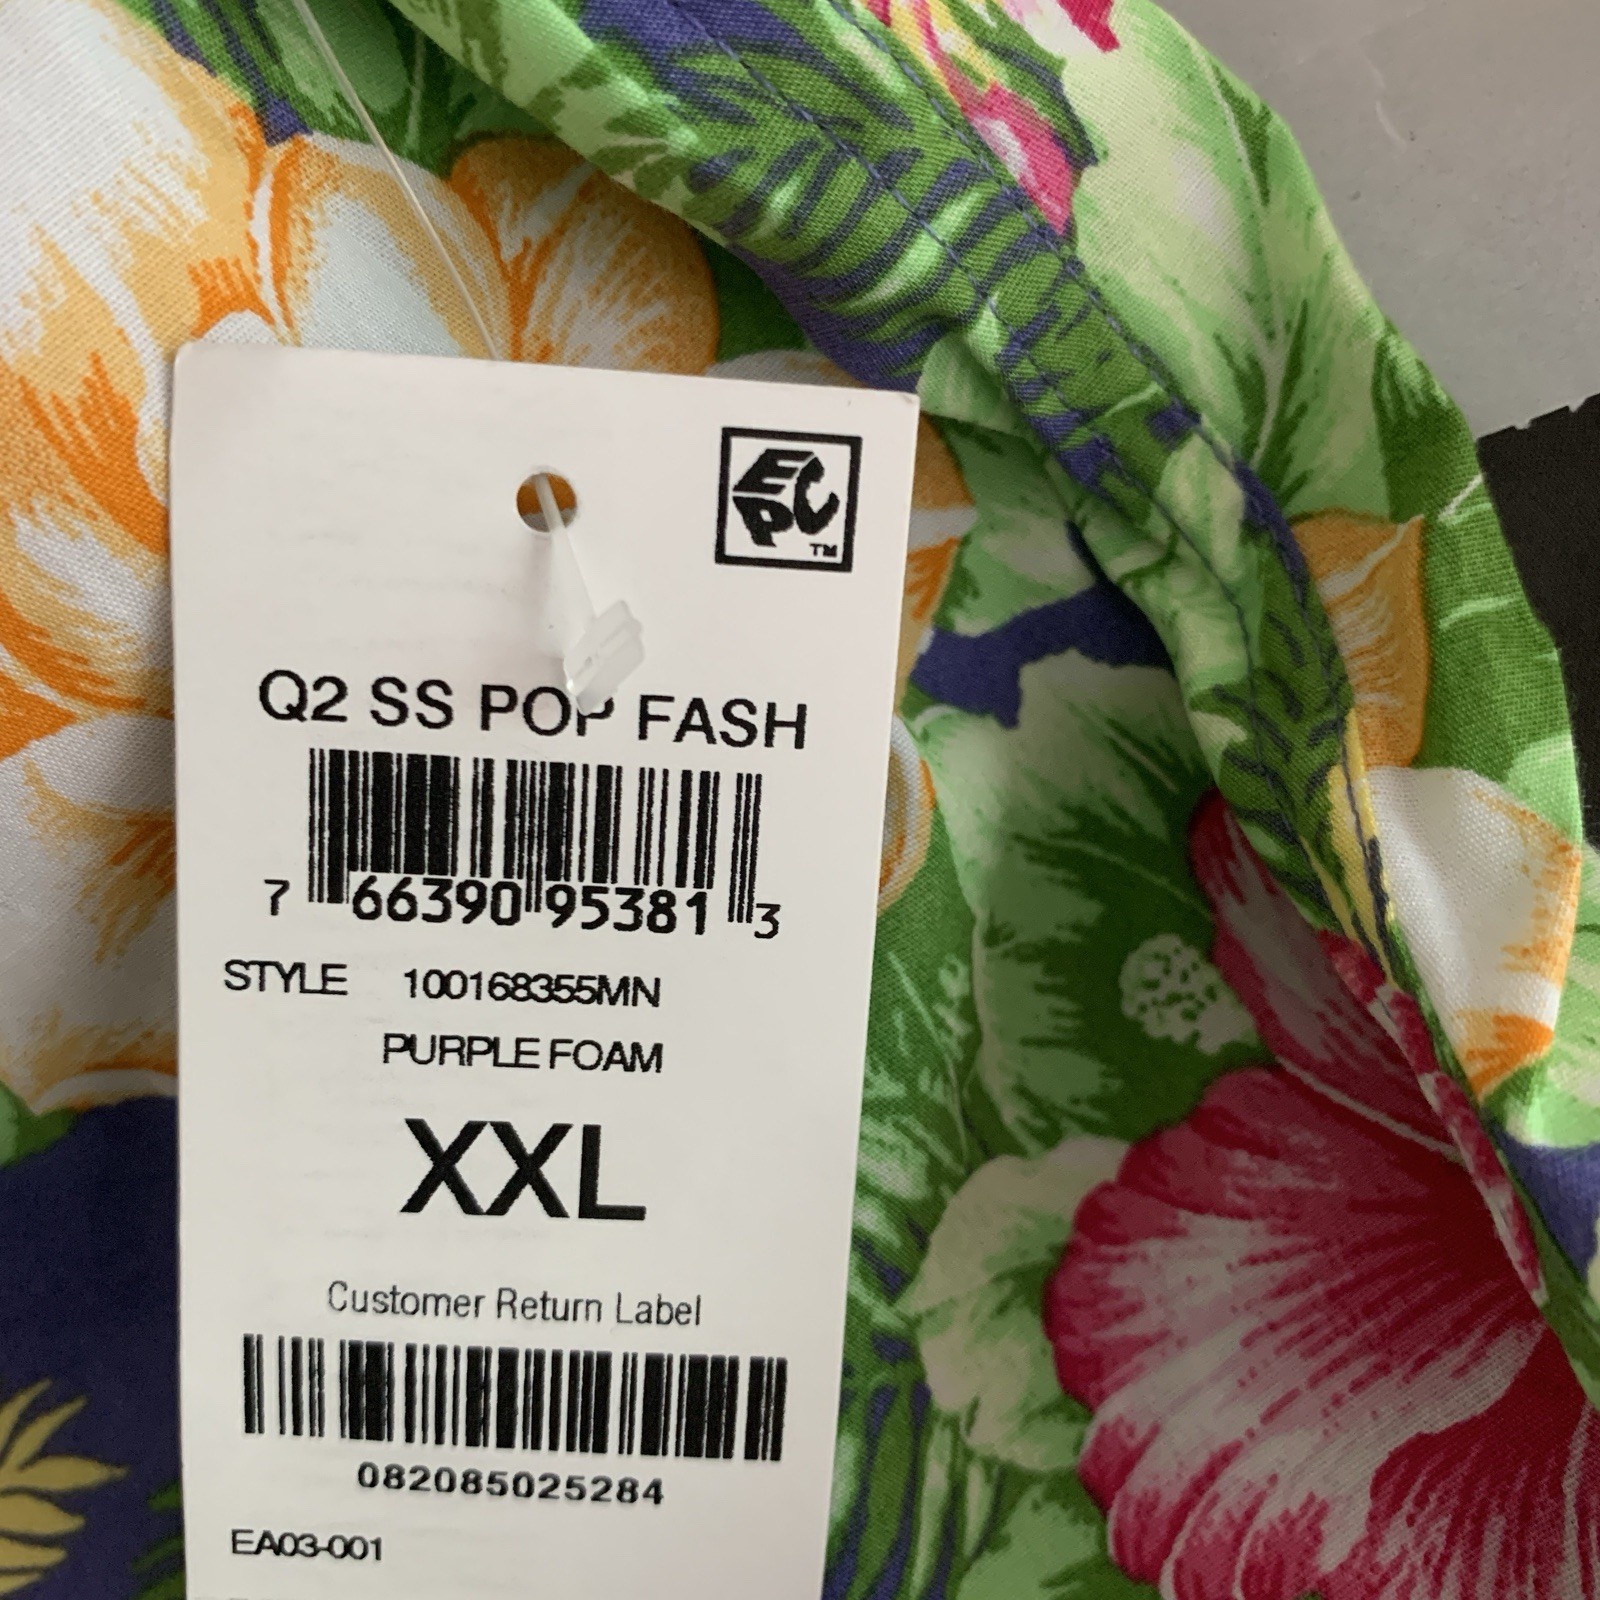 EPC
TM
Q2 SS POP FASH
7 66390 95381 3
STYLE 100168355MN
PURPLE FOAM
XXL
Customer Return Label
082085025284
EA03-001